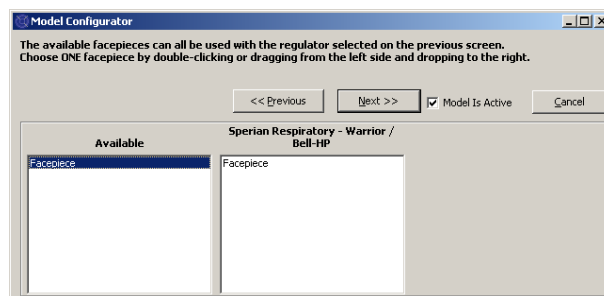 Model Configurator
The available facepieces can all be used with the regulator selected on the previous screen.
Choose ONE facepiece by double-clicking or dragging from the left side and dropping to the right.
<< Previous Next >> Model Is Active Cancel
Sperian Respiratory - Warrior /
Available Bell-HP
Facepiece Facepiece